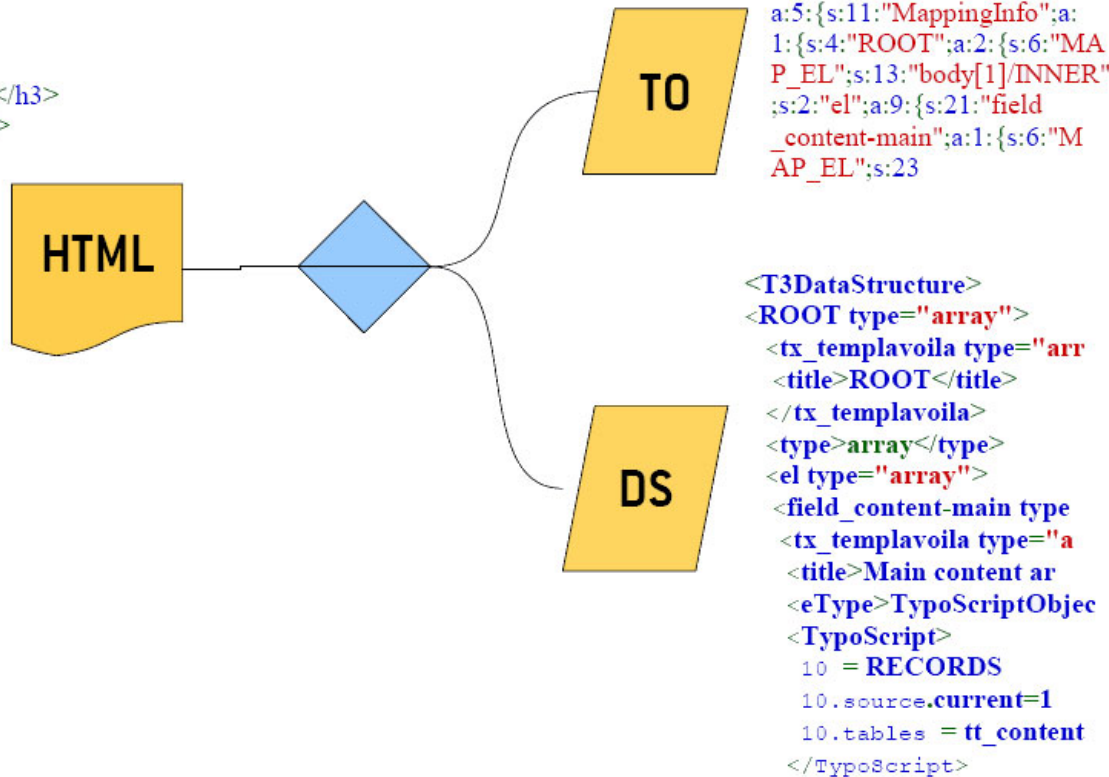 </h3>
>
HTML
TO
a:5:{s:11:"MappingInfo";a:
1:{s:4:"ROOT";a:2:{s:6:"MA
P_EL";s:13:"body[1]/INNER"
;s:2:"el";a:9:{s:21:"field
_content-main";a:1:{s:6:"M
AP_EL";s:23
DS
<T3DataStructure>
<ROOT type="array">
<tx_templavoila type="arr
<title>ROOT</title>
</tx_templavoila>
<type>array</type>
<el type="array">
<field_content-main type
<tx_templavoila type="a
<title>Main content ar
<eType>TypoScriptObjec
<TypoScript>
10 = RECORDS
10.source.current=1
10.tables = tt_content
</TypoScript>